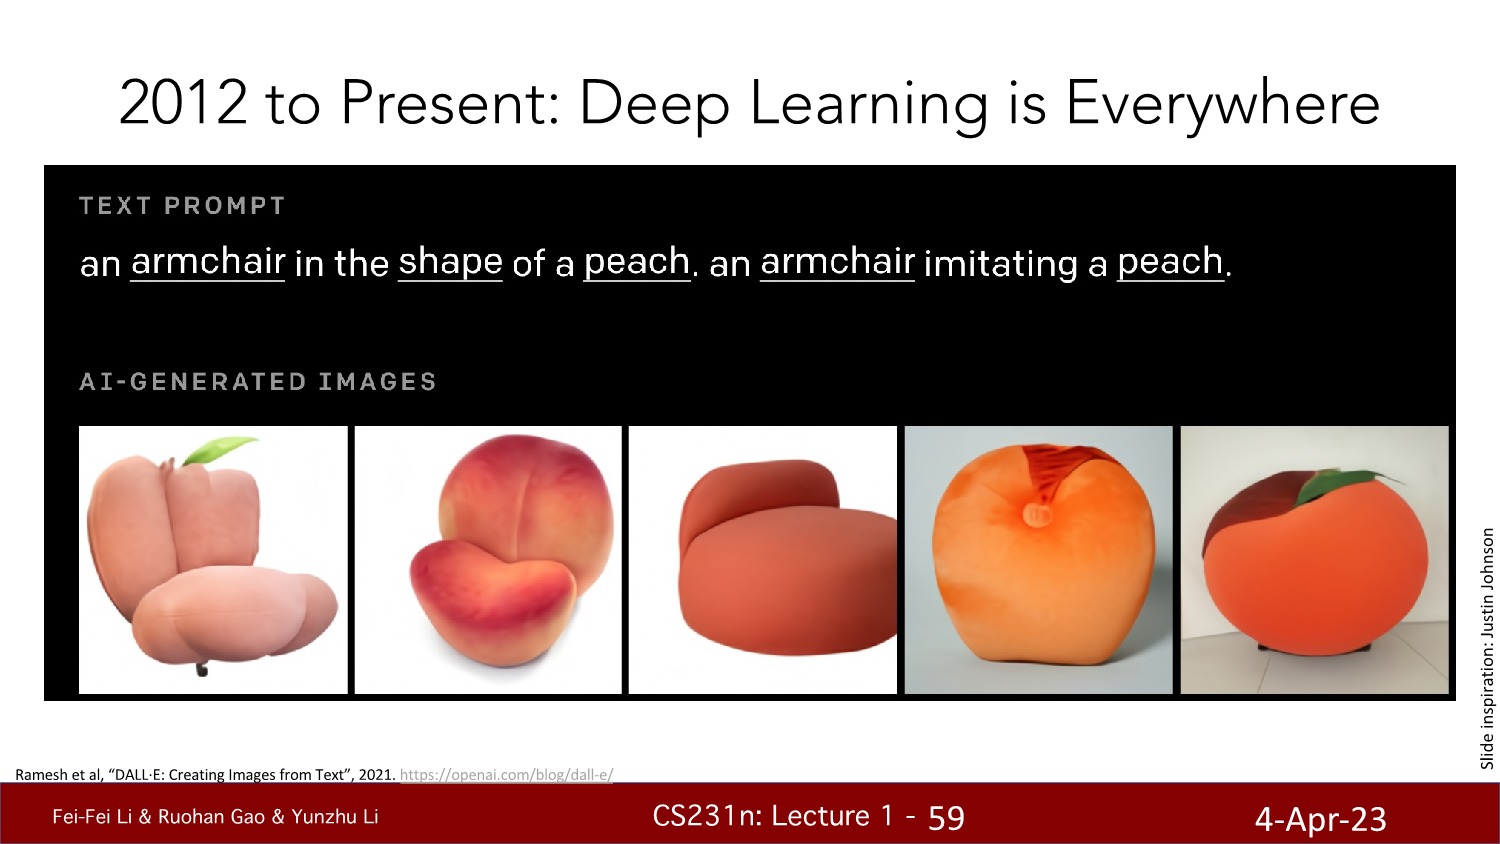 2012 to Present: Deep Learning is Everywhere
TEXT PROMPT
an armchair in the shape of a peach. an armchair imitating a peach.
AI-GENERATED IMAGES
Slide inspiration: Justin Johnson
Ramesh et al, “DALL·E: Creating Images from Text”, 2021. https://openai.com/blog/dall-e/
Fei-Fei Li & Ruohan Gao & Yunzhu Li
CS231n: Lecture 1 - 59
4-Apr-23